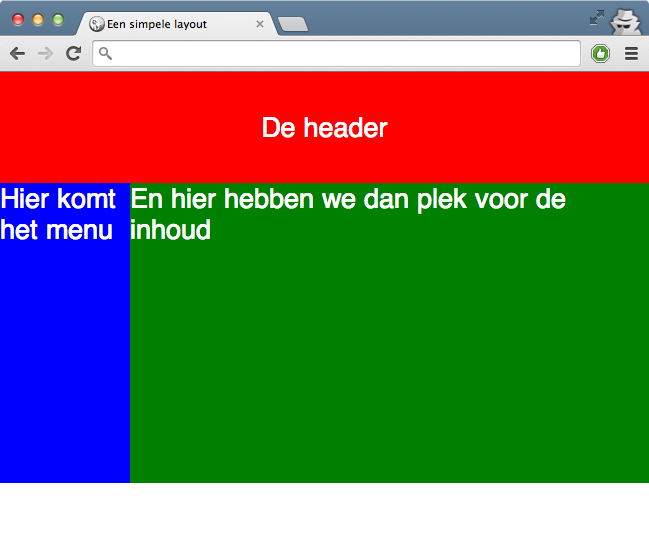 Een simpele layout
De header
Hier komt
het menu
En hier hebben we dan plek voor de
inhoud